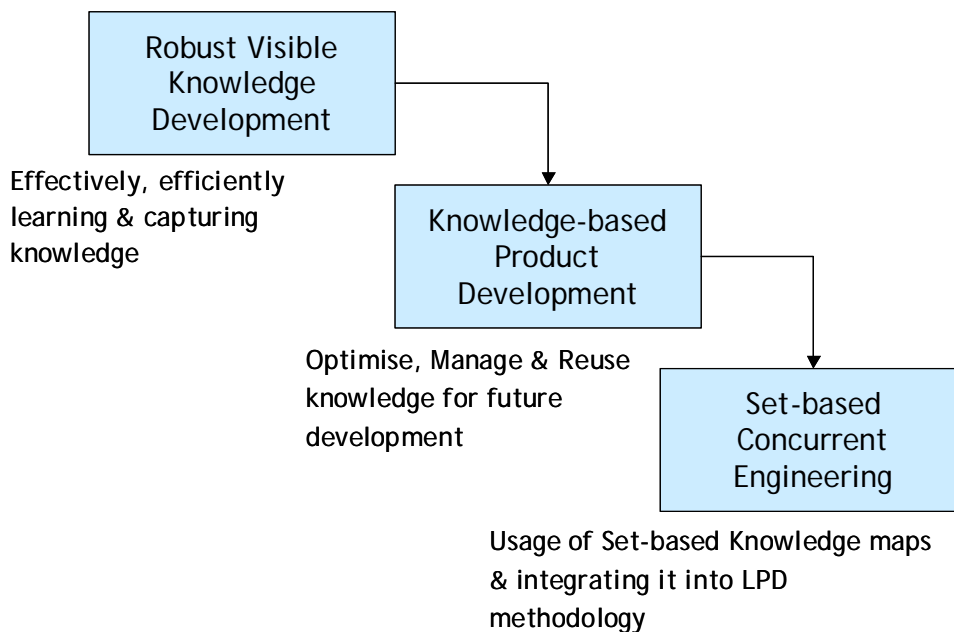 Robust Visible
Knowledge
Development
Effectively, efficiently
learning & capturing
knowledge
Knowledge-based
Product
Development
Optimise, Manage & Reuse
knowledge for future
development
Set-based
Concurrent
Engineering
Usage of Set-based Knowledge maps
& integrating it into LPD
methodology